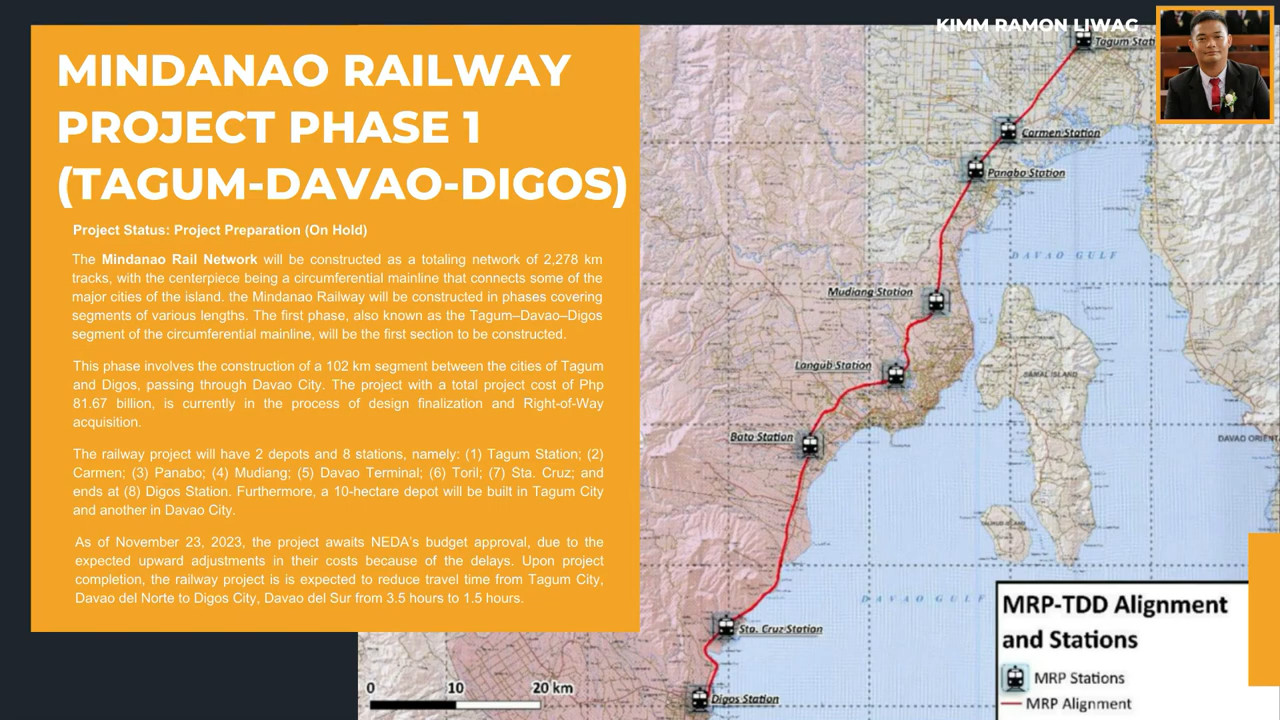 KIMM RAMON LIWAG
MINDANAO RAILWAY
PROJECT PHASE 1
(TAGUM-DAVAO-DIGOS)
Project Status: Project Preparation (On Hold)
The Mindanao Rail Network will be constructed as a totaling network of 2,278 km
tracks, with the centerpiece being a circumferential mainline that connects some of the
major cities of the island. the Mindanao Railway will be constructed in phases covering
segments of various lengths. The first phase, also known as the Tagum–Davao–Digos
segment of the circumferential mainline, will be the first section to be constructed.
This phase involves the construction of a 102 km segment between the cities of Tagum
and Digos, passing through Davao City. The project with a total project cost of Php
81.67 billion, is currently in the process of design finalization and Right-of-Way
acquisition.
The railway project will have 2 depots and 8 stations, namely: (1) Tagum Station; (2)
Carmen; (3) Panabo; (4) Mudiang; (5) Davao Terminal; (6) Toril; (7) Sta. Cruz; and
ends at (8) Digos Station. Furthermore, a 10-hectare depot will be built in Tagum City
and another in Davao City.
As of November 23, 2023, the project awaits NEDA's budget approval, due to the
expected upward adjustments in their costs because of the delays. Upon project
completion, the railway project is is expected to reduce travel time from Tagum City,
Davao del Norte to Digos City, Davao del Sur from 3.5 hours to 1.5 hours.
Tagum Stati
Carmen Station
Panabo Station
DAVAO GULF
Mudiang Station
Langub Station
SAMAL ISLAND
Bato Station
DAVAO ORIENT
DAVAO GULF
Sta. Cruz Station
Digos Station
0 10 20 km
MRP-TDD Alignment
and Stations
MRP Stations
MRP Alignment